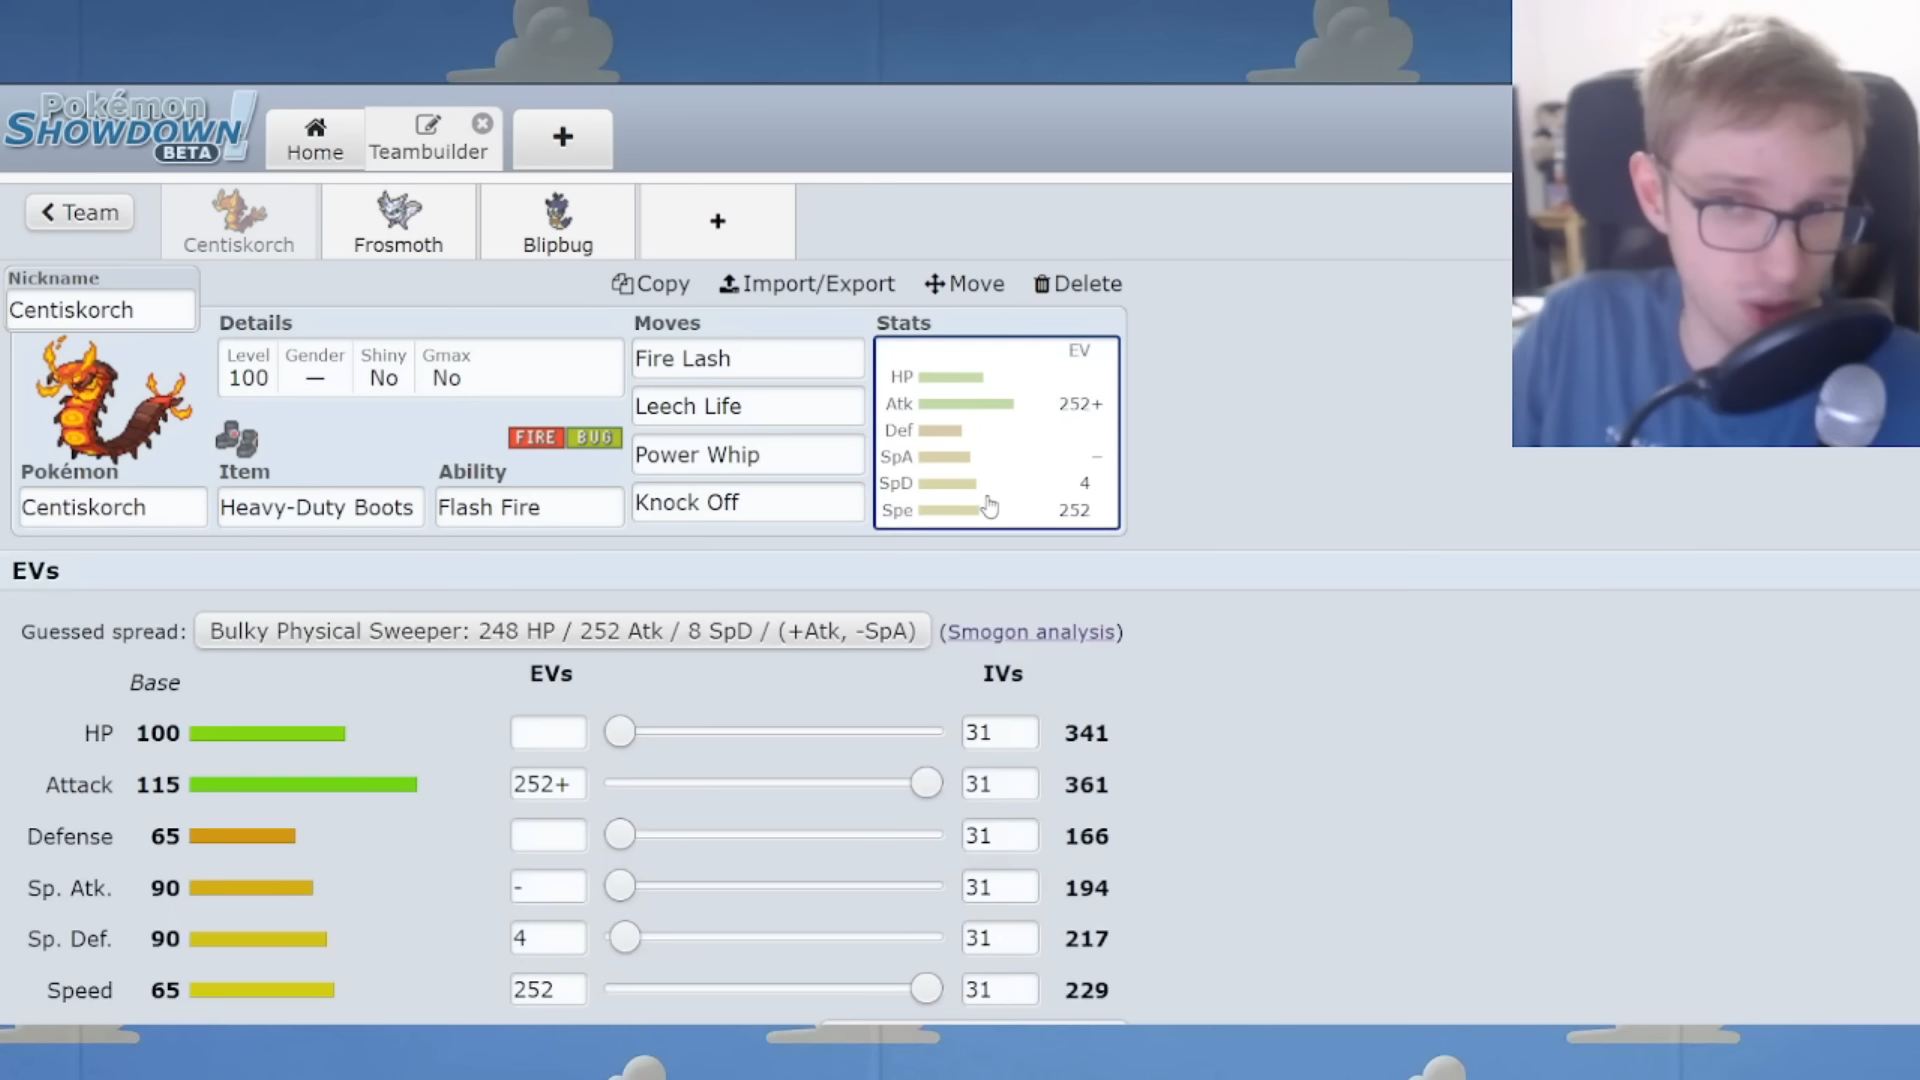 Pokémon
SHOWDOWN!
BETA
Home
Teambuilder
+
Team
Centiskorch
Frosmoth
Blipbug
+
Nickname
Centiskorch
Copy
Import/Export
Move
Delete
Details
Level
100
Gender
—
Shiny
No
Gmax
No
FIRE BUG
Pokémon
Centiskorch
Item
Heavy-Duty Boots
Ability
Flash Fire
Moves
Fire Lash
Leech Life
Power Whip
Knock Off
Stats
EV
HP
Atk 252+
Def
SpA –
SpD 4
Spe 252
EVs
Guessed spread: Bulky Physical Sweeper: 248 HP / 252 Atk / 8 SpD / (+Atk, -SpA) (Smogon analysis)
Base EVs IVs
HP 100 31 341
Attack 115 252+ 31 361
Defense 65 31 166
Sp. Atk. 90 - 31 194
Sp. Def. 90 4 31 217
Speed 65 252 31 229